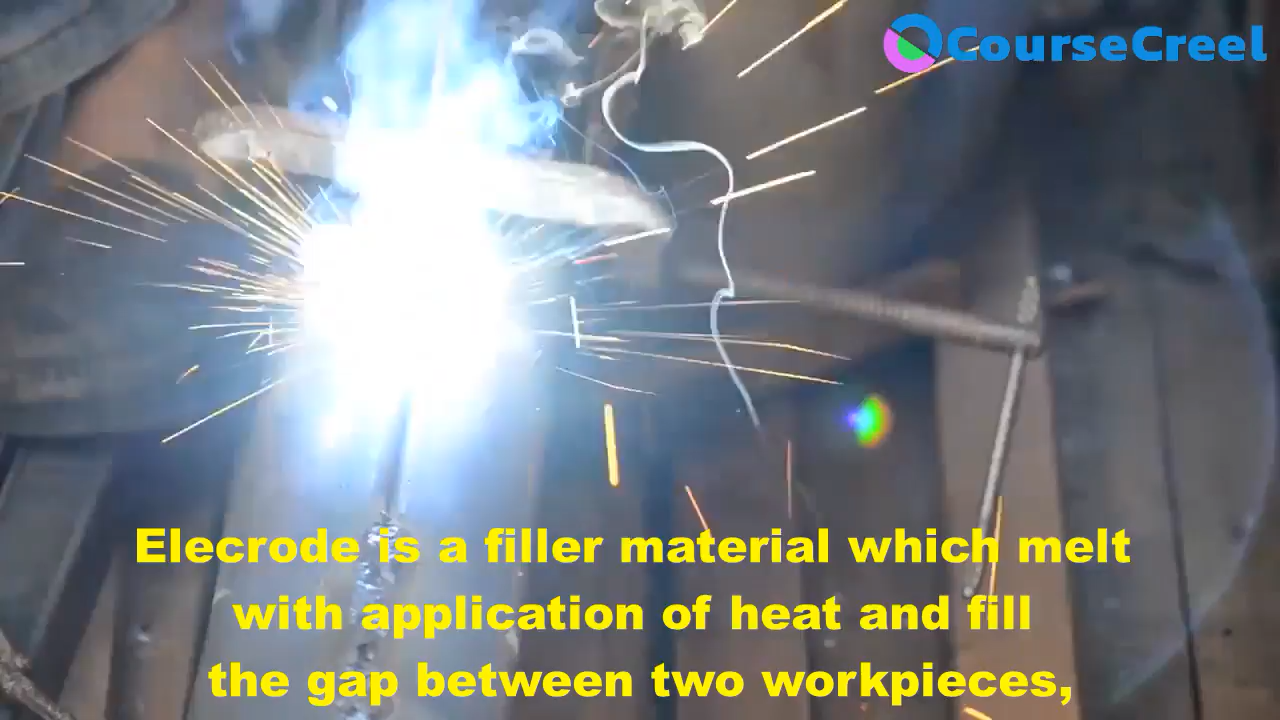 CourseCreel
Elecrode is a filler material which melt
with application of heat and fill
the gap between two workpieces,